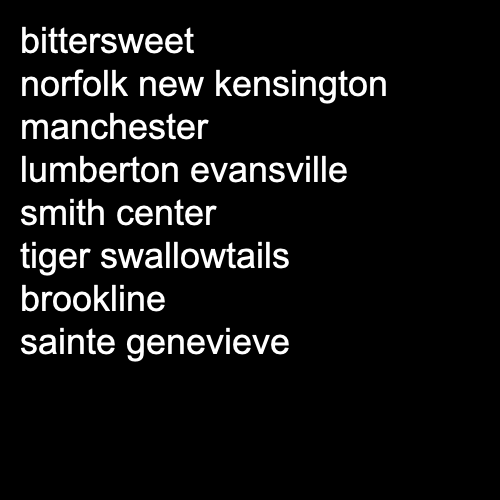 bittersweet
norfolk new kensington
manchester
lumberton evansville
smith center
tiger swallowtails
brookline
sainte genevieve